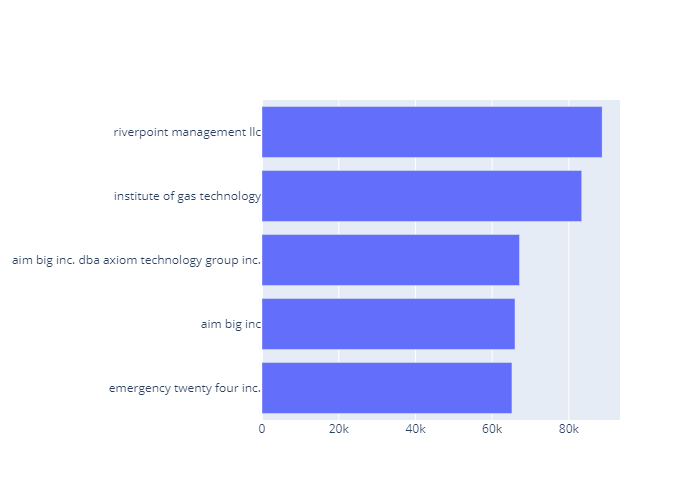 riverpoint management llc
institute of gas technology
aim big inc. dba axiom technology group inc.
aim big inc
emergency twenty four inc.
0 20k 40k 60k 80k